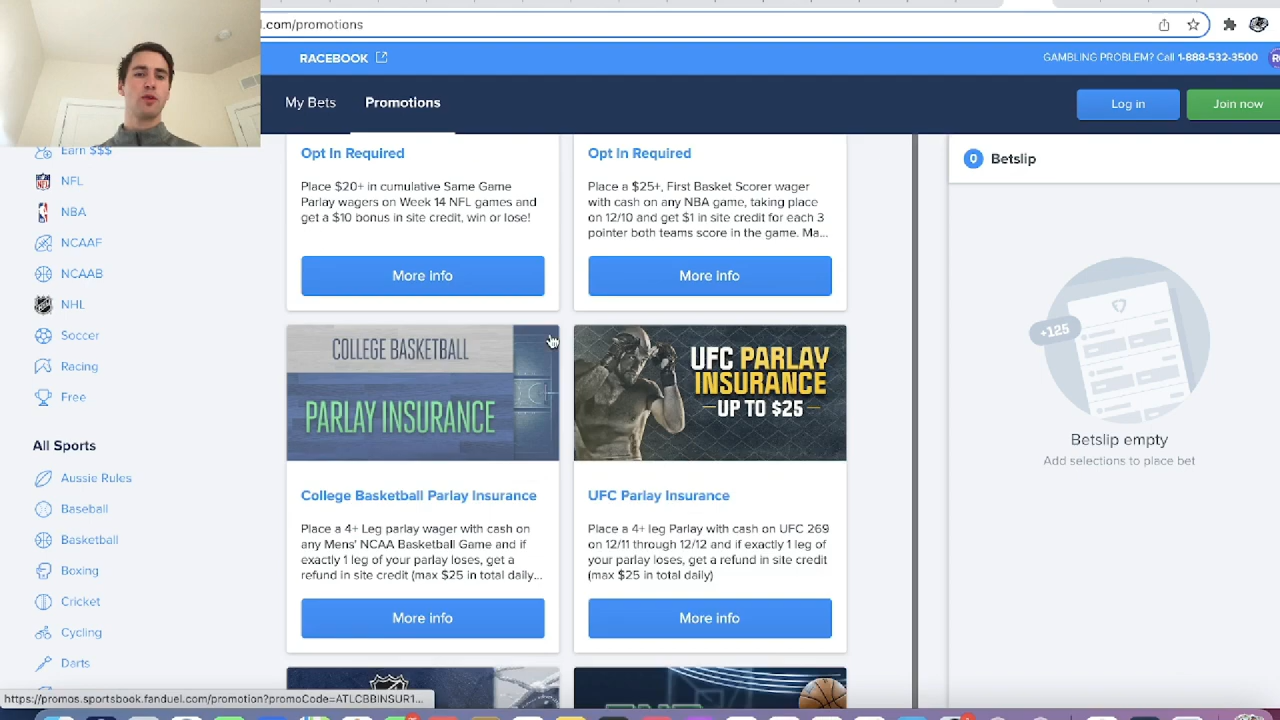 .com/promotions
RACEBOOK
GAMBLING PROBLEM? Call 1-888-532-3500
My Bets
Promotions
Log in
Join now
Earn $$$
NFL
NBA
NCAAF
NCAAB
NHL
Soccer
Racing
Free
All Sports
Aussie Rules
Baseball
Basketball
Boxing
Cricket
Cycling
Darts
Opt In Required
Place $20+ in cumulative Same Game
Parlay wagers on Week 14 NFL games and
get a $10 bonus in site credit, win or lose!
More info
Opt In Required
Place a $25+, First Basket Scorer wager
with cash on any NBA game, taking place
on 12/10 and get $1 in site credit for each 3
pointer both teams score in the game. Ma...
More info
COLLEGE BASKETBALL
PARLAY INSURANCE
College Basketball Parlay Insurance
Place a 4+ Leg parlay wager with cash on
any Mens' NCAA Basketball Game and if
exactly 1 leg of your parlay loses, get a
refund in site credit (max $25 in total daily...
More info
UFC PARLAY
INSURANCE
UP TO $25
UFC Parlay Insurance
Place a 4+ leg Parlay with cash on UFC 269
on 12/11 through 12/12 and if exactly 1 leg of
your parlay loses, get a refund in site credit
(max $25 in total daily)
More info
0 Betslip
+125
Betslip empty
Add selections to place bet
https://promos.sportsbook.fanduel.com/promotion?promoCode=ATLCBBINSUR1...